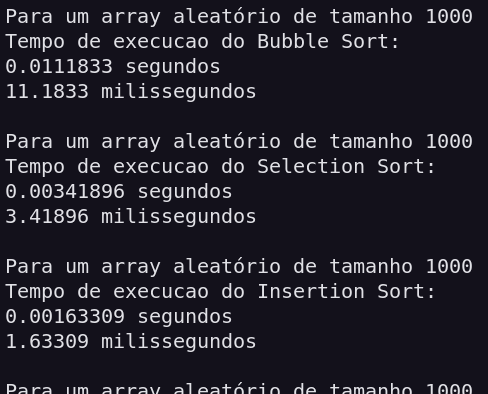 Para um array aleatório de tamanho 1000
Tempo de execucao do Bubble Sort:
0.0111833 segundos
11.1833 milissegundos
Para um array aleatório de tamanho 1000
Tempo de execucao do Selection Sort:
0.00341896 segundos
3.41896 milissegundos
Para um array aleatório de tamanho 1000
Tempo de execucao do Insertion Sort:
0.00163309 segundos
1.63309 milissegundos
Para um array aleatório de tamanho 1000